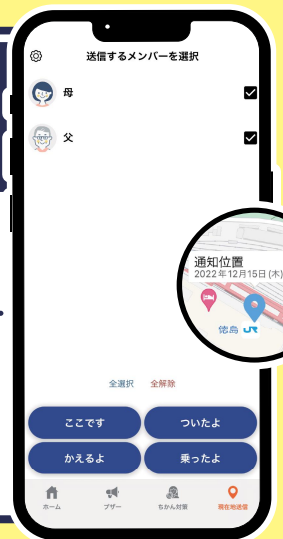 送信するメンバーを選択
母
父
通知位置
2022年12月15日(木)
徳島 JR
全選択 全解除
ここです ついたよ
かえるよ 乗ったよ
ホーム ブザー ちかん対策 現在地送信